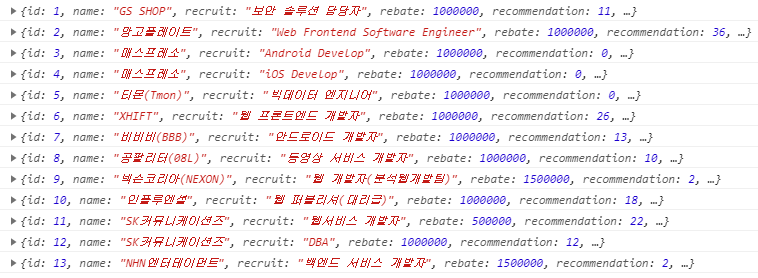 ▶{id: 1, name: "GS SHOP", recruit: "보안 솔루션 담당자", rebate: 1000000, recommendation: 11, …}
▶{id: 2, name: "망고플레이트", recruit: "Web Frontend Software Engineer", rebate: 1000000, recommendation: 36, …}
▶{id: 3, name: "매스프레소", recruit: "Android Develop", rebate: 1000000, recommendation: 0, …}
▶{id: 4, name: "매스프레소", recruit: "iOS Develop", rebate: 1000000, recommendation: 0, …}
▶{id: 5, name: "티몬(Tmon)", recruit: "빅데이터 엔지니어", rebate: 1000000, recommendation: 0, …}
▶{id: 6, name: "XHIFT", recruit: "웹 프론트엔드 개발자", rebate: 1000000, recommendation: 26, …}
▶{id: 7, name: "비비비(BBB)", recruit: "안드로이드 개발자", rebate: 1000000, recommendation: 13, …}
▶{id: 8, name: "공팔리터(08L)", recruit: "동영상 서비스 개발자", rebate: 1000000, recommendation: 10, …}
▶{id: 9, name: "넥슨코리아(NEXON)", recruit: "웹 개발자(분석웹개발팀)", rebate: 1500000, recommendation: 2, …}
▶{id: 10, name: "인플루엔셜", recruit: "웹 퍼블리셔(대리급)", rebate: 1000000, recommendation: 18, …}
▶{id: 11, name: "SK커뮤니케이션즈", recruit: "웹서비스 개발자", rebate: 500000, recommendation: 22, …}
▶{id: 12, name: "SK커뮤니케이션즈", recruit: "DBA", rebate: 1000000, recommendation: 12, …}
▶{id: 13, name: "NHN엔터테이먼트", recruit: "백엔드 서비스 개발자", rebate: 1500000, recommendation: 2, …}